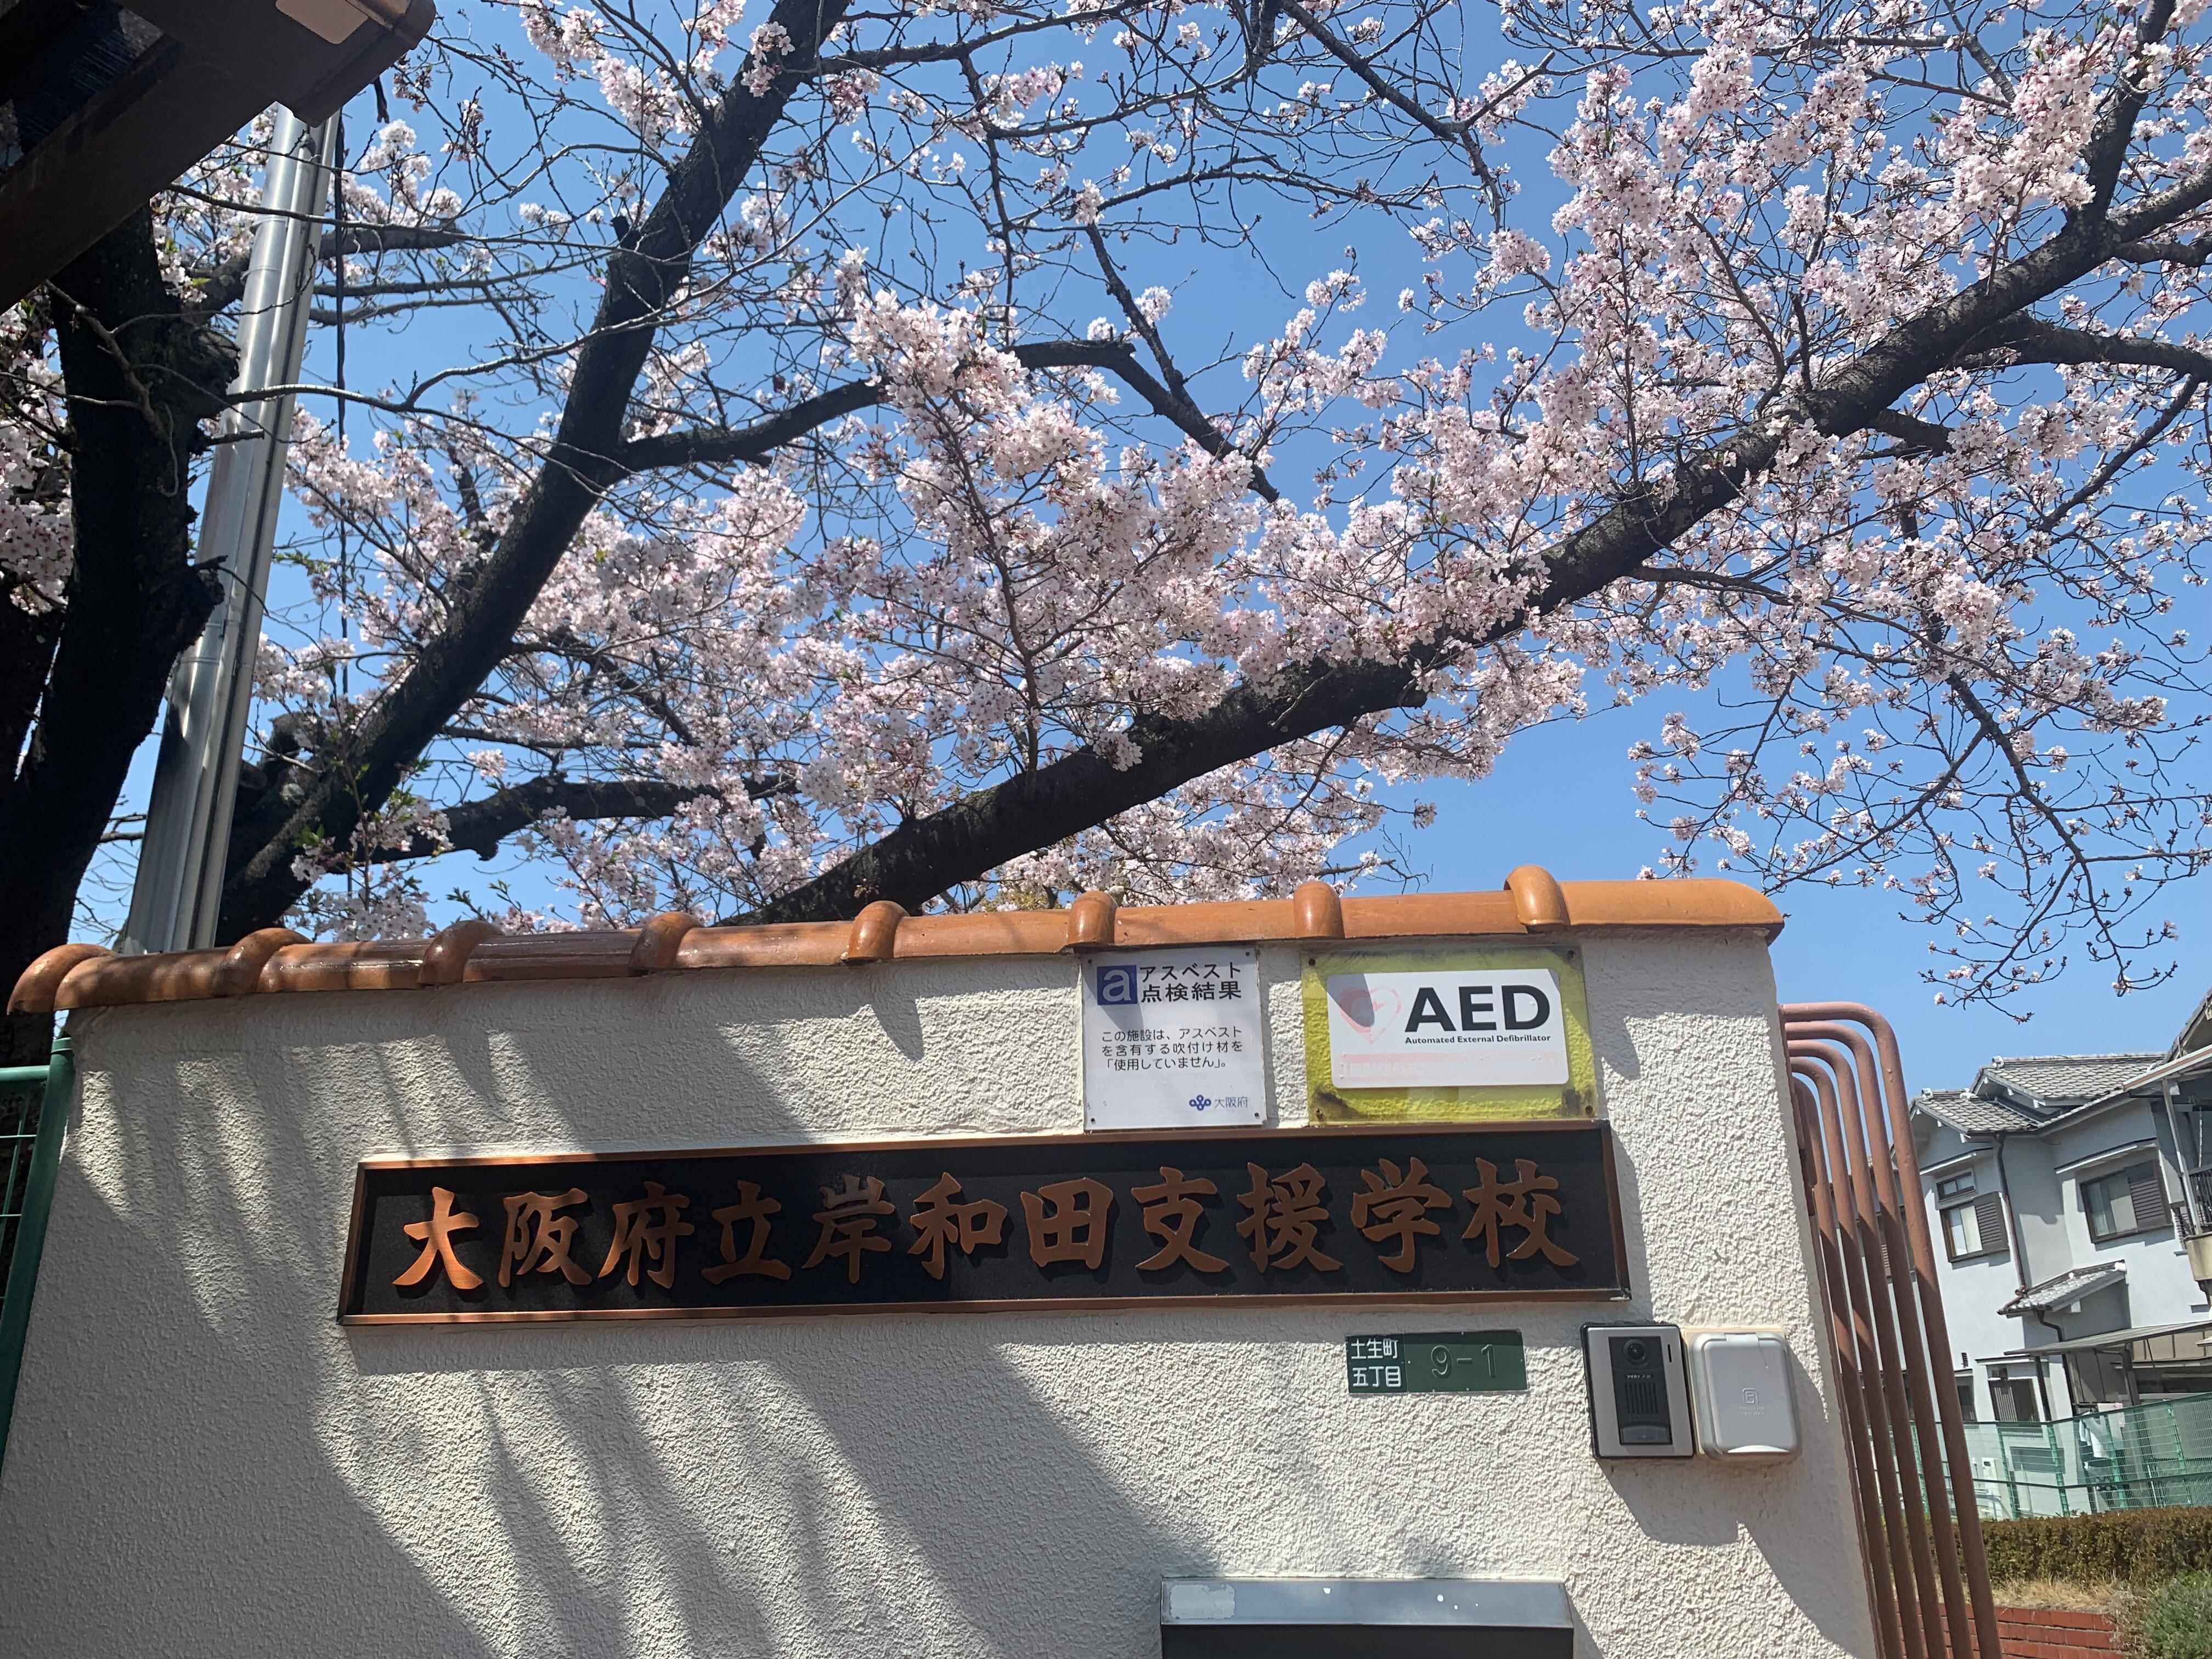 a アスベスト
点検結果
この施設は、アスベスト
を含有する吹付け材を
「使用していません」。
大阪府
AED
Automated External Defibrillator
大阪府立岸和田支援学校
土生町
五丁目
9-1